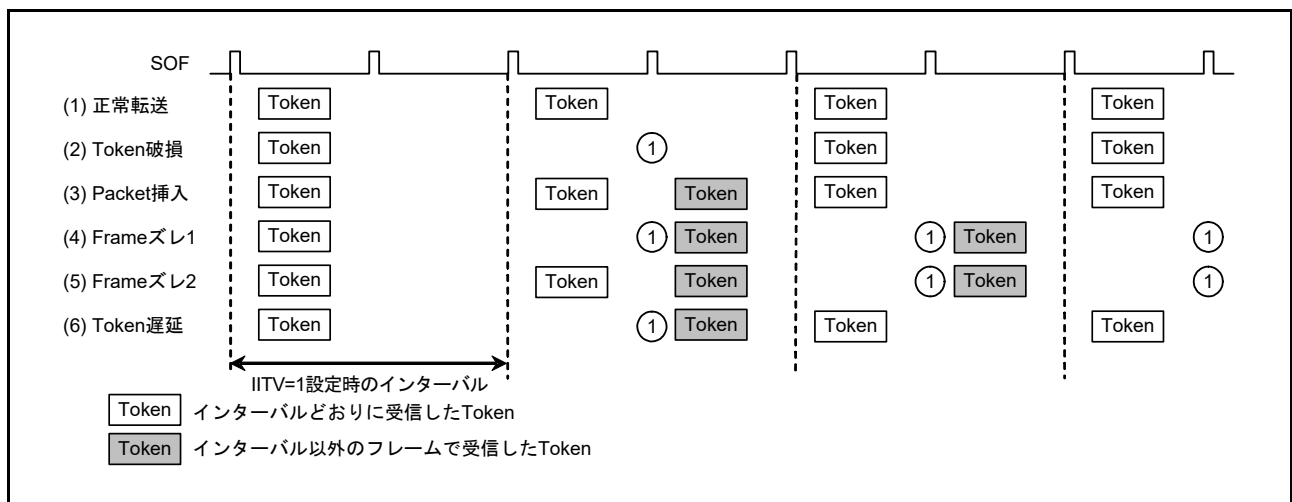 SOF
(1) 正常転送 Token Token Token Token
(2) Token破損 Token 1 Token Token
(3) Packet挿入 Token Token Token Token Token
(4) Frameズレ1 Token 1 Token 1 Token 1
(5) Frameズレ2 Token Token Token 1 Token 1
(6) Token遅延 Token 1 Token Token Token
IITV=1設定時のインターバル
Token インターバルどおりに受信したToken
Token インターバル以外のフレームで受信したToken